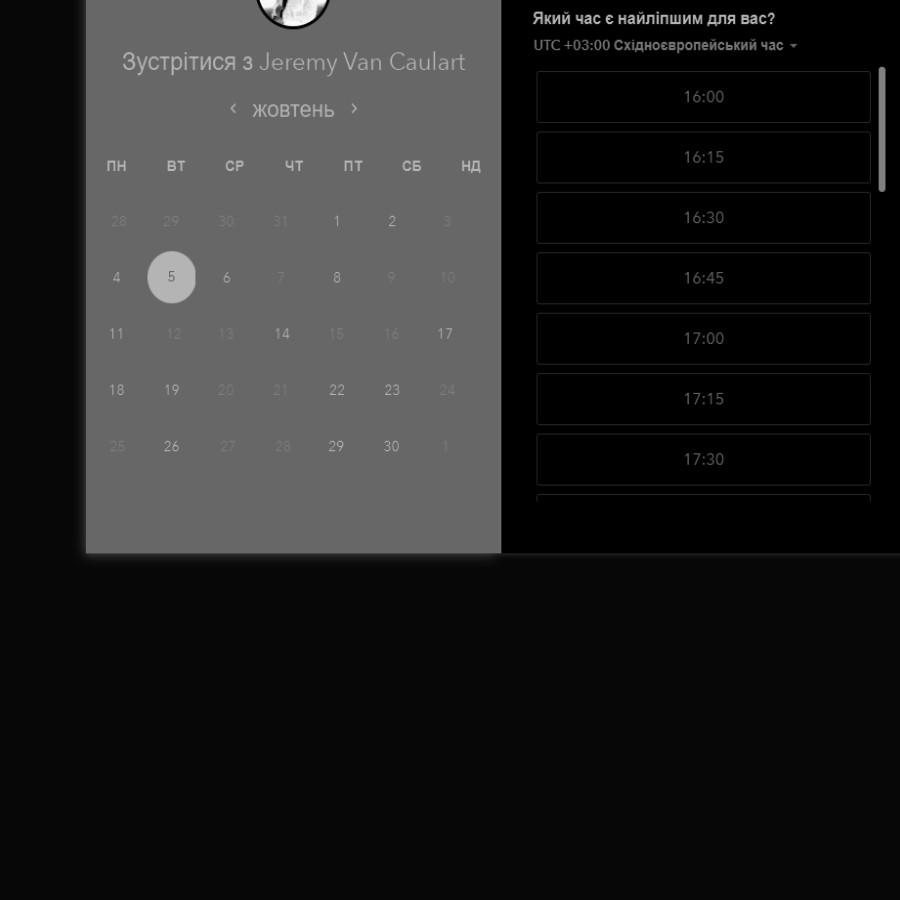 Зустрітися з Jeremy Van Caulart
жовтень
ПН ВТ СР ЧТ ПТ СБ НД
28 29 30 31 1 2 3
4 5 6 7 8 9 10
11 12 13 14 15 16 17
18 19 20 21 22 23 24
25 26 27 28 29 30 1
Який час є найліпшим для вас?
UTC +03:00 Східноєвропейський час
16:00
16:15
16:30
16:45
17:00
17:15
17:30